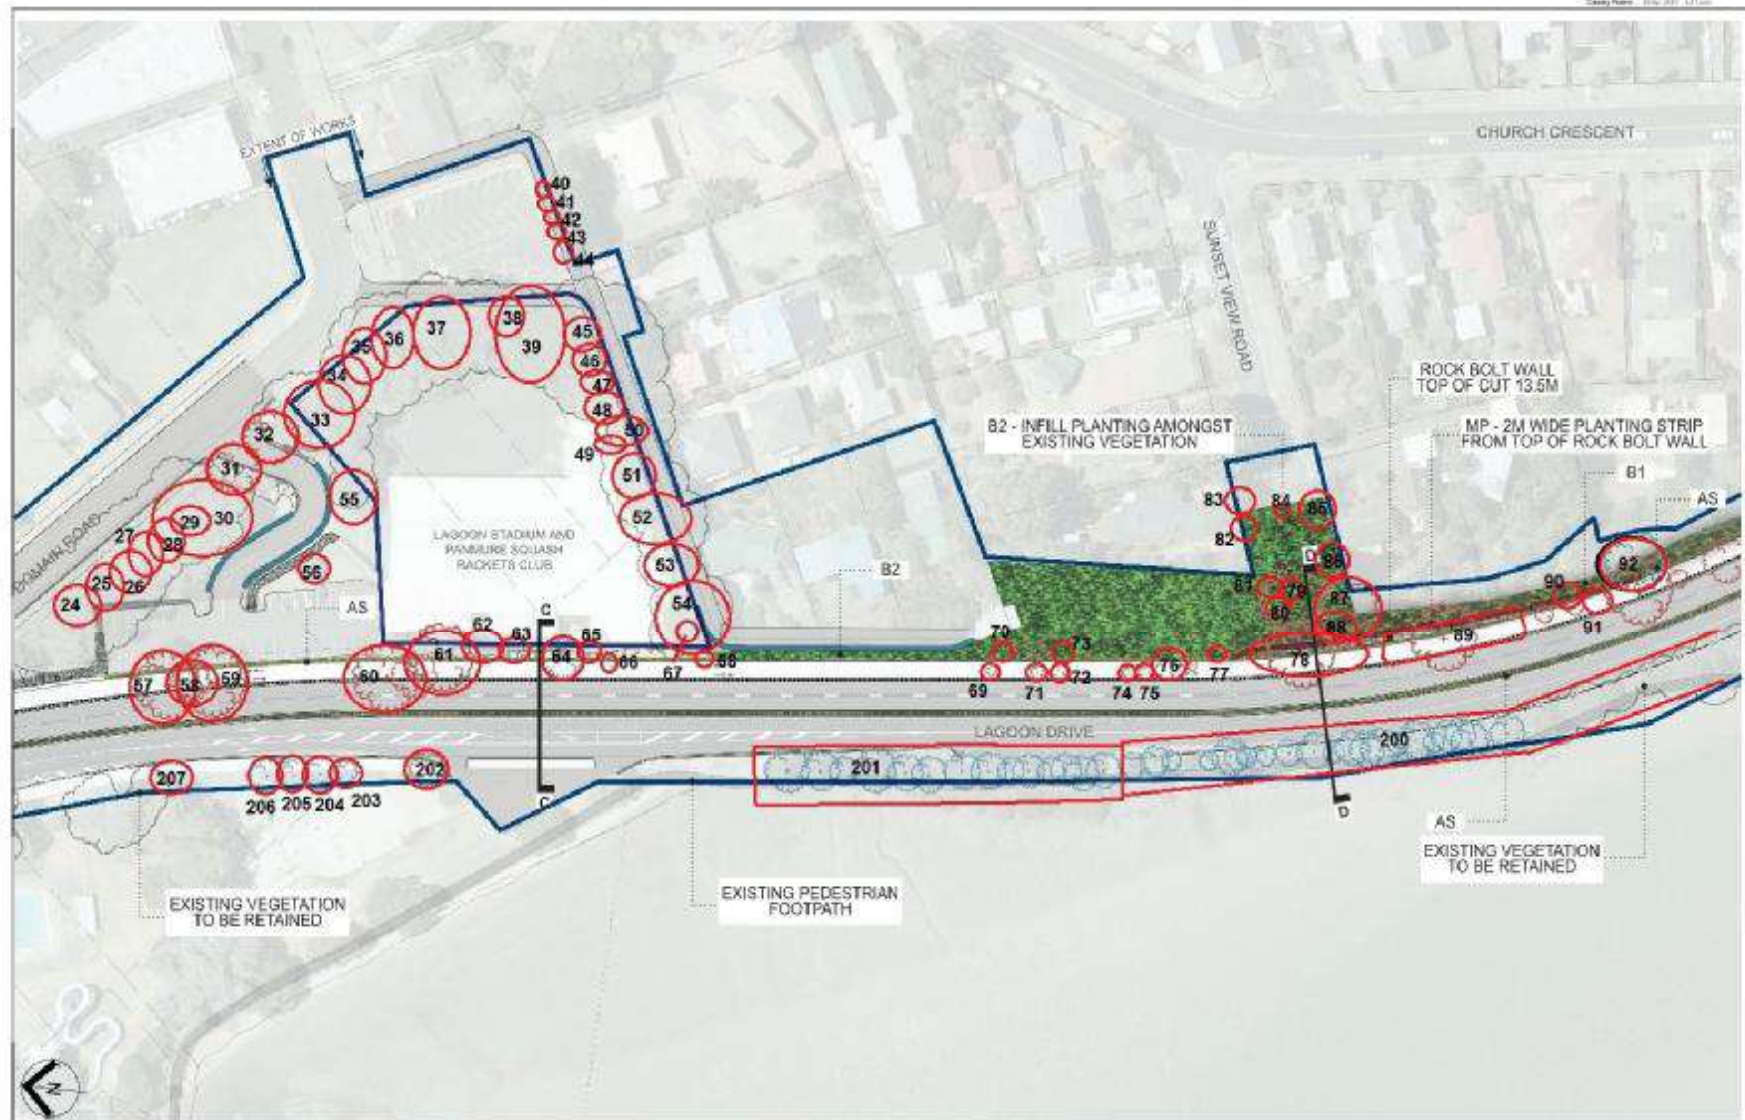 EXTENT OF WORKS
CHURCH CRESCENT
40
41
42
43
44
SUNSET VIEW ROAD
38
37
39
36
35
34
33
32
31
45
46
47
48
49
50
51
52
53
54
ROCK BOLT WALL
TOP OF CUT 13.5M
B2 - INFILL PLANTING AMONGST
EXISTING VEGETATION
MP - 2M WIDE PLANTING STRIP
FROM TOP OF ROCK BOLT WALL
B1
AS
55
29
30
27
28
26
25
24
56
LAGOON STADIUM AND
PANMURE SQUASH
RACKETS CLUB
83
84
85
82
D
86
81
79
80
87
88
90
92
91
89
AS
C
B2
62
63
65
61
64
66
67
68
60
57
58
59
70
73
69
71
72
74
75
76
77
78
LAGOON DRIVE
200
201
202
207
206
205
204
203
C
D
AS
EXISTING VEGETATION
TO BE RETAINED
EXISTING PEDESTRIAN
FOOTPATH
EXISTING VEGETATION
TO BE RETAINED
N